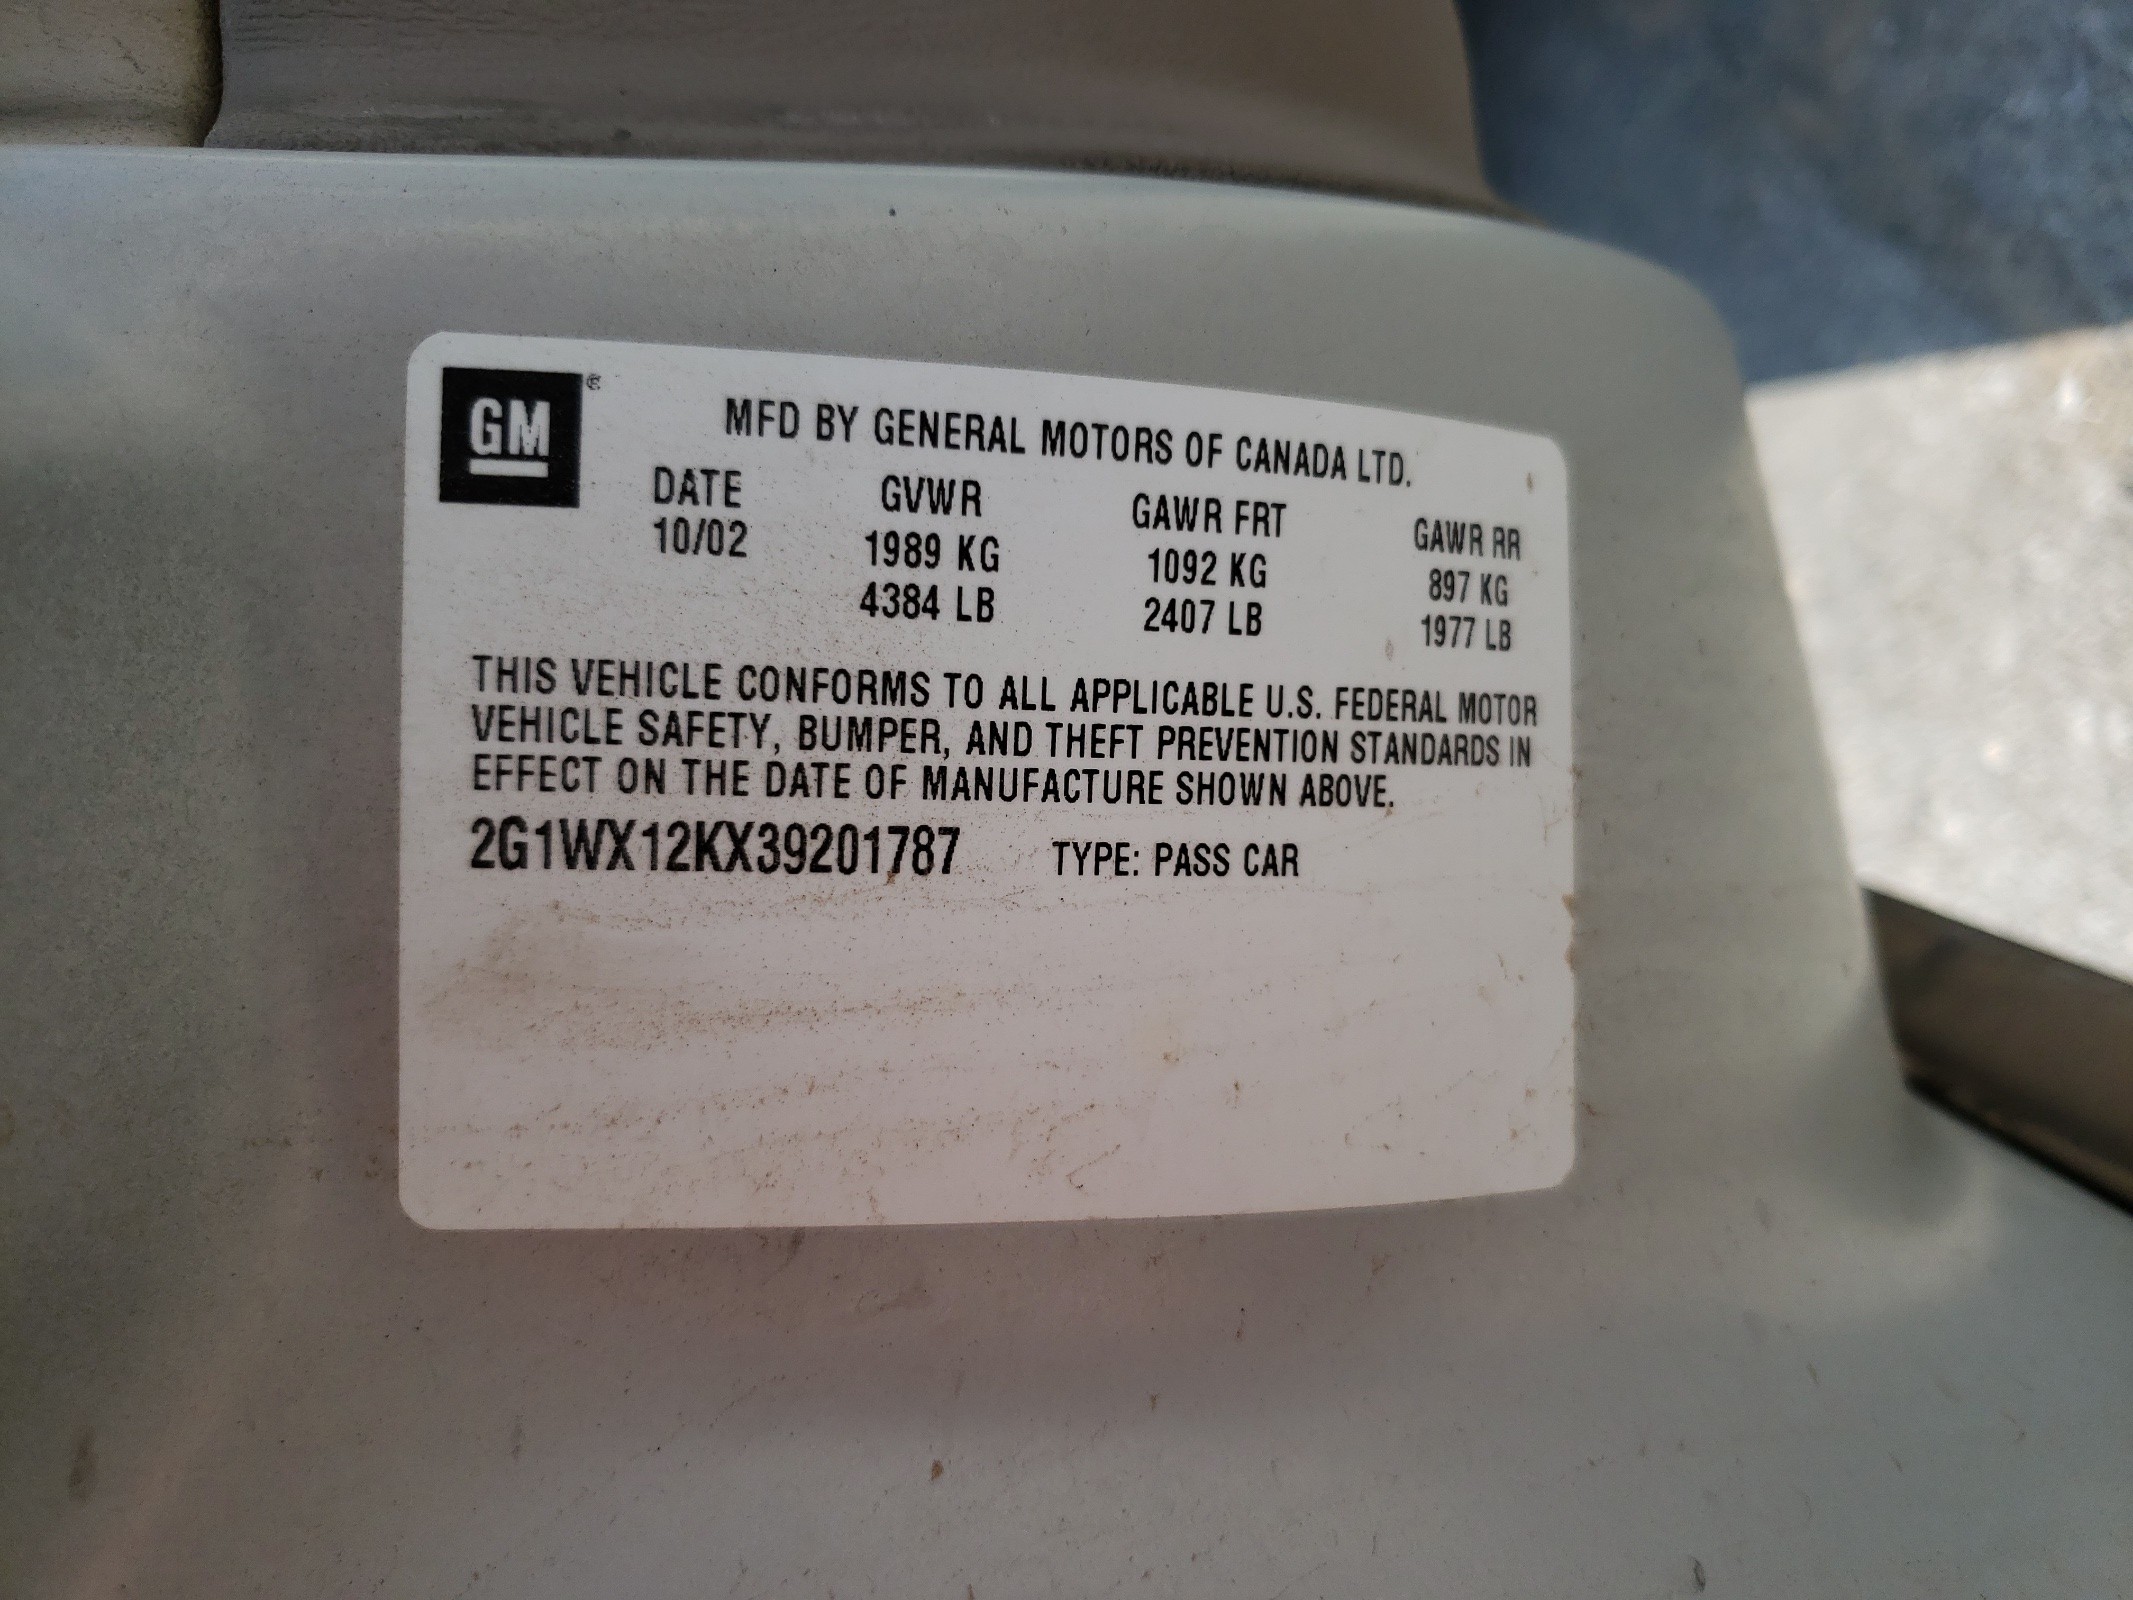 GM ®
MFD BY GENERAL MOTORS OF CANADA LTD.
DATE GVWR GAWR FRT GAWR RR
10/02 1989 KG 1092 KG 897 KG
4384 LB 2407 LB 1977 LB
THIS VEHICLE CONFORMS TO ALL APPLICABLE U.S. FEDERAL MOTOR
VEHICLE SAFETY, BUMPER, AND THEFT PREVENTION STANDARDS IN
EFFECT ON THE DATE OF MANUFACTURE SHOWN ABOVE.
2G1WX12KX39201787 TYPE: PASS CAR